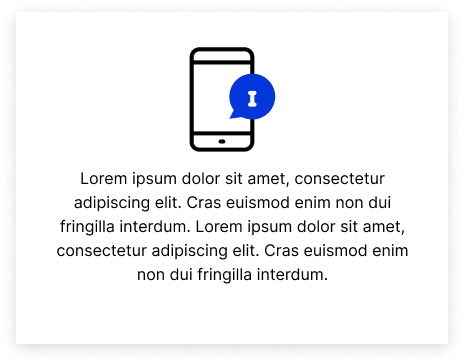 I
Lorem ipsum dolor sit amet, consectetur
adipiscing elit. Cras euismod enim non dui
fringilla interdum. Lorem ipsum dolor sit amet,
consectetur adipiscing elit. Cras euismod enim
non dui fringilla interdum.